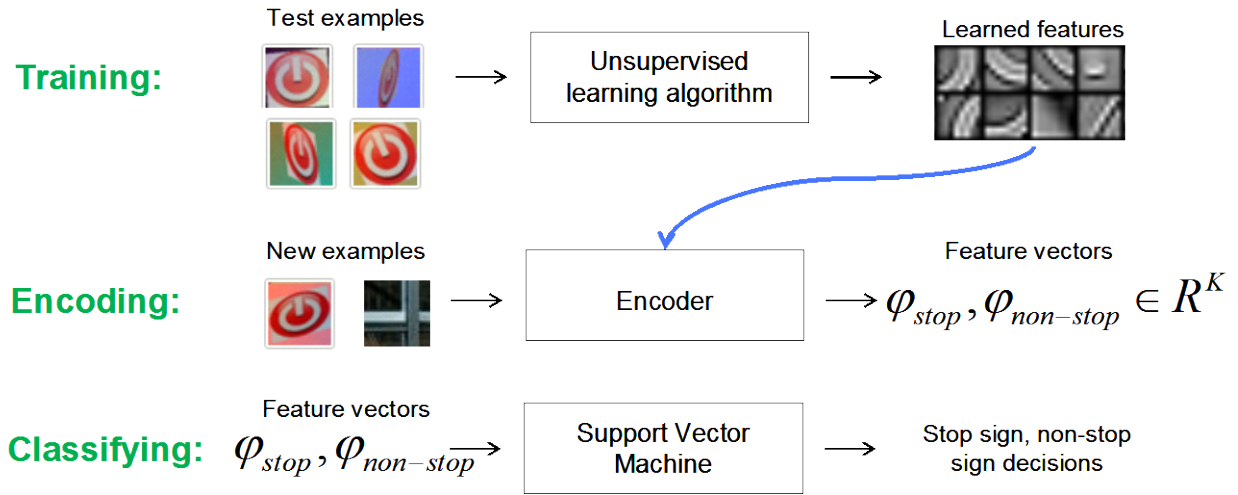 Test examples
Learned features
Training:
Unsupervised
learning algorithm
New examples
Feature vectors
Encoding:
Encoder
φstop, φnon−stop ∈ R^K
Feature vectors
Classifying:
φstop, φnon−stop
Support Vector
Machine
Stop sign, non-stop
sign decisions